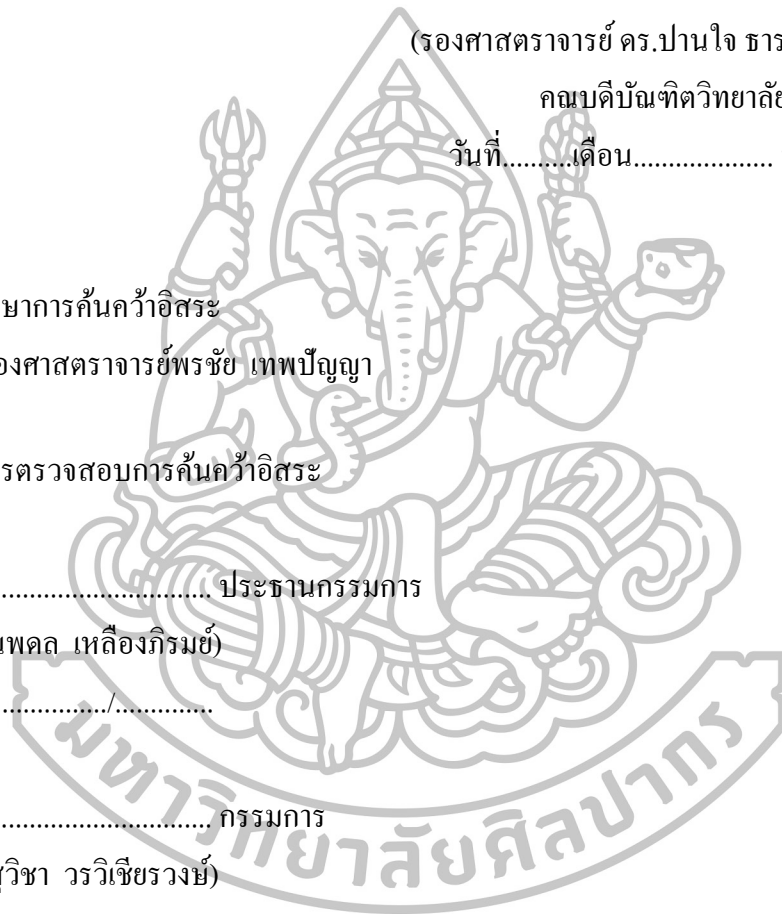 (รองศาสตราจารย์ ดร.ปานใจ ธาร
คณบดีบัณฑิตวิทยาลัย
วันที่..........เดือน....................
ษาการค้นคว้าอิสระ
องศาสตราจารย์พรชัย เทพปัญญา
รตรวจสอบการค้นคว้าอิสระ
.............................. ประธานกรรมการ
นพดล เหลืองภิรมย์)
.............../..............
.............................. กรรมการ
สุวิชา วรวิเชียรวงษ์)
มหาวิทยาลัยศิลปากร